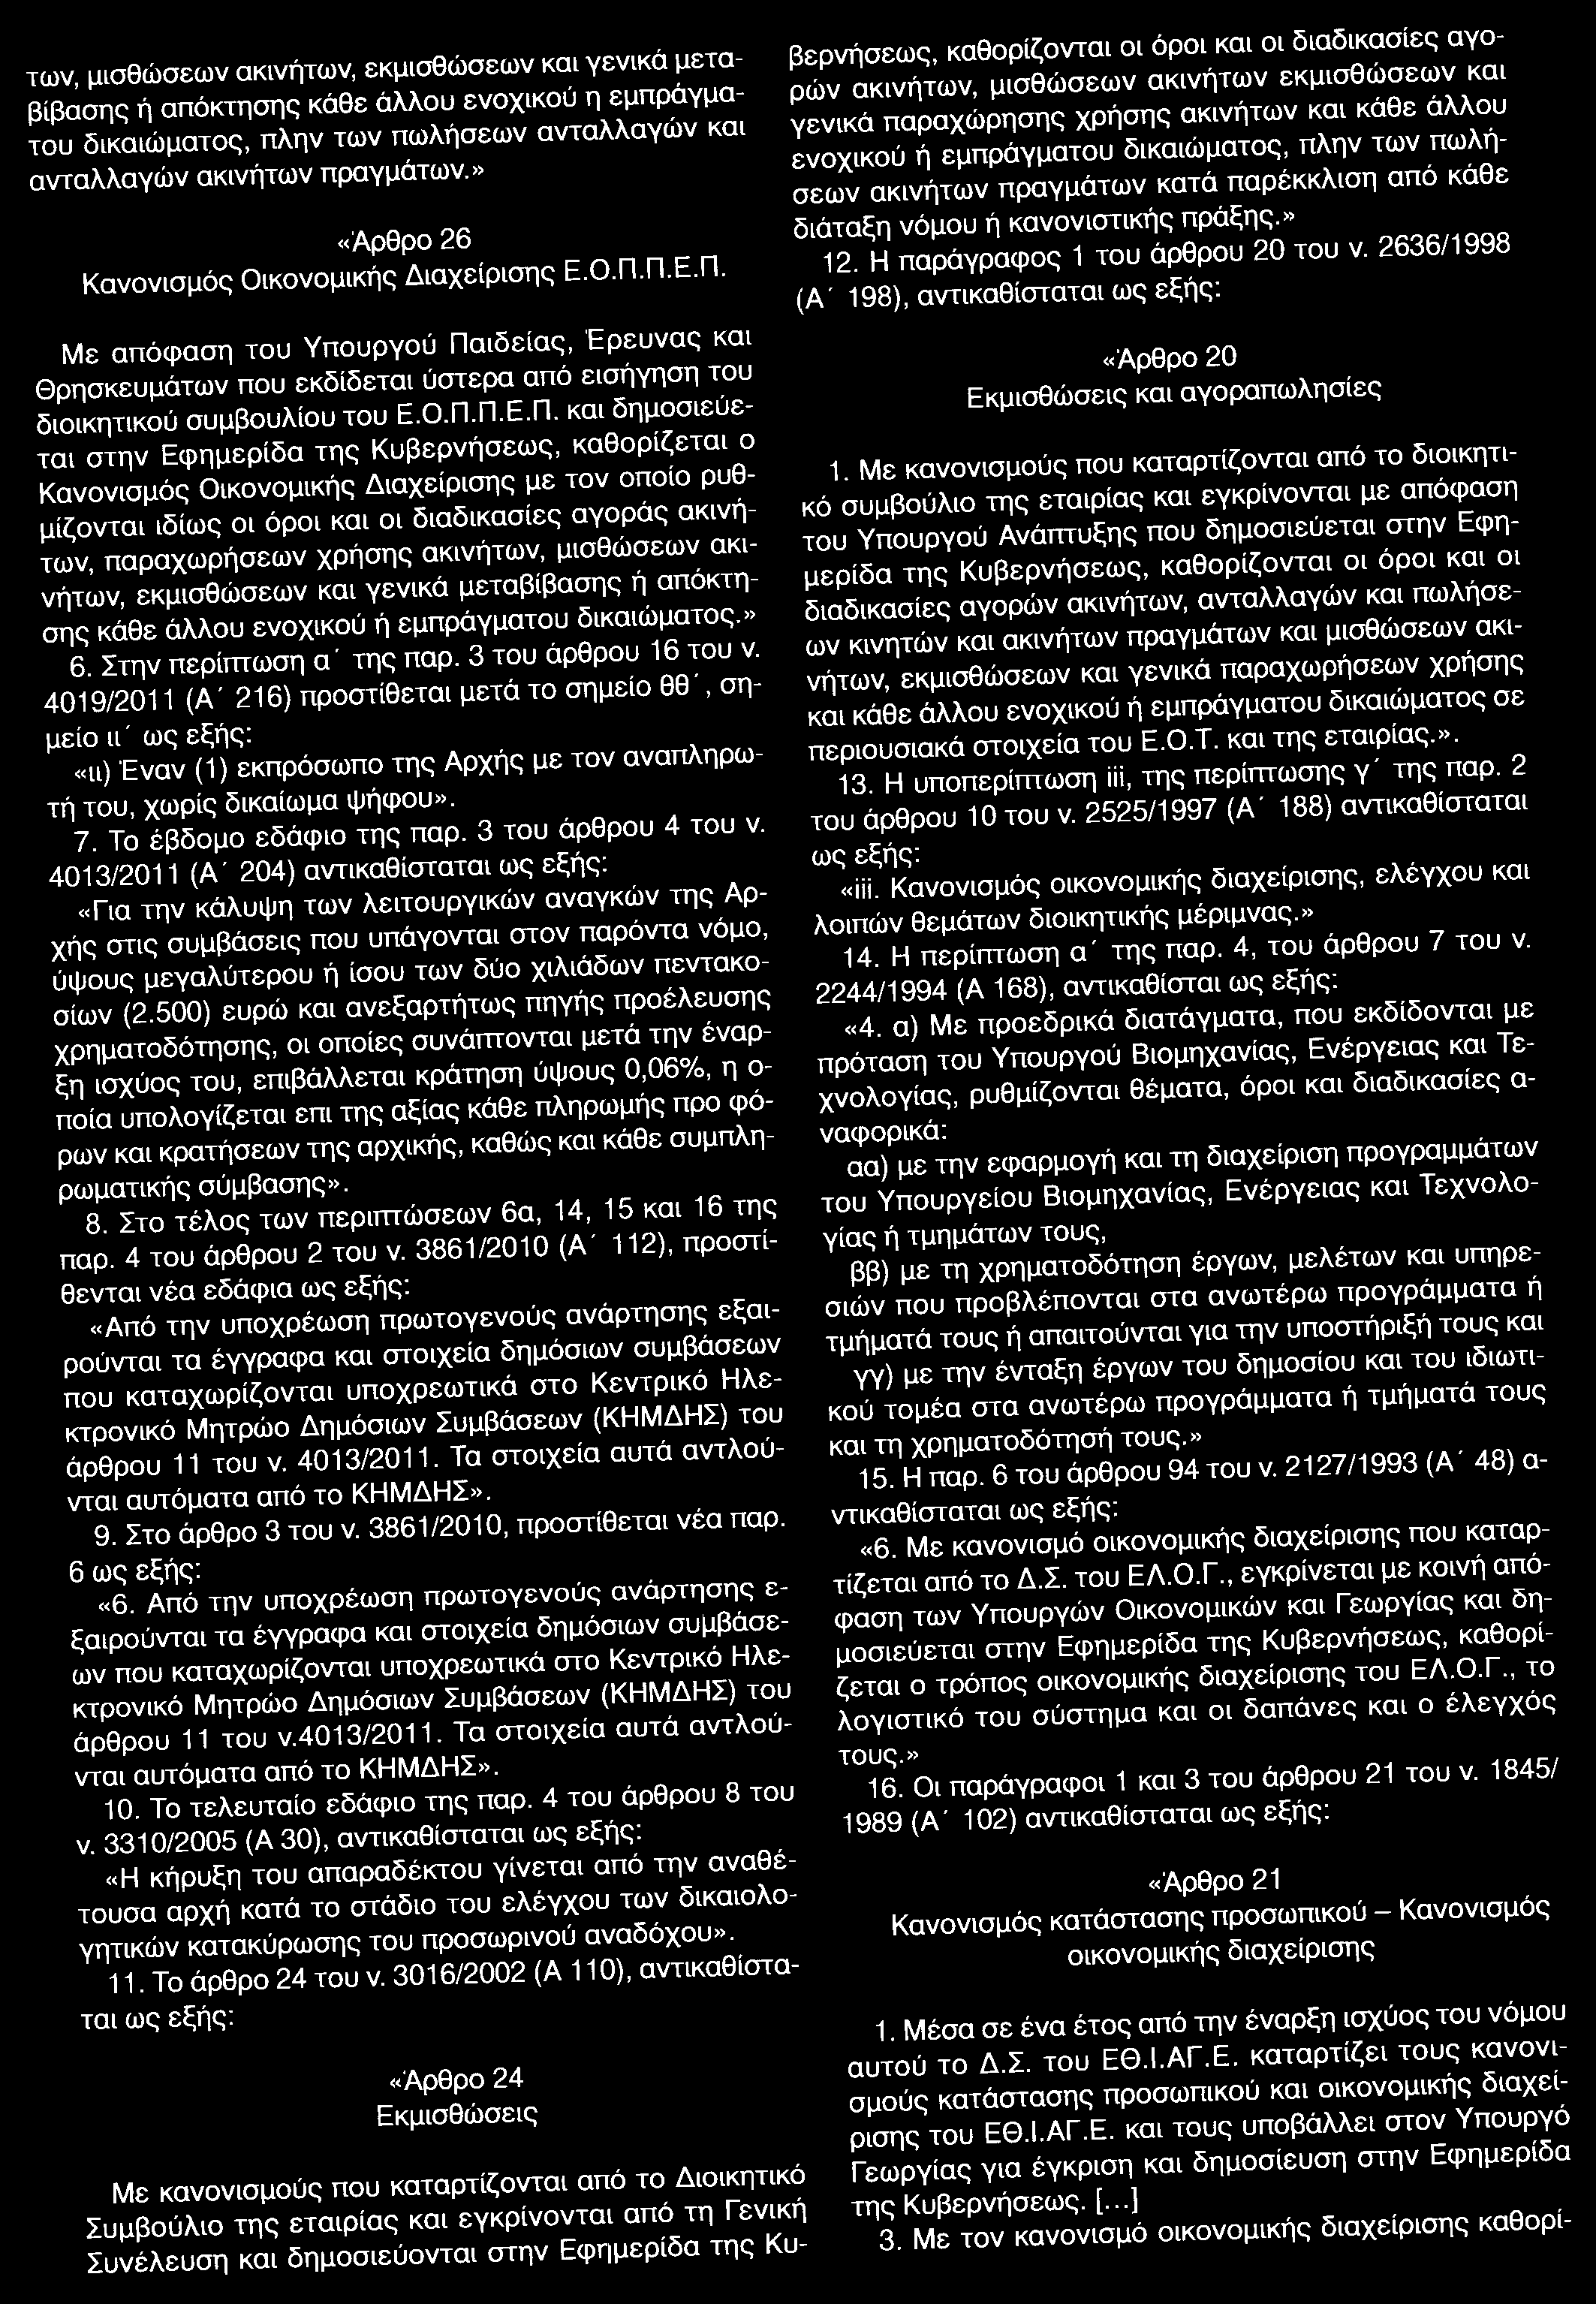 των, μισθώσεων ακινήτων, εκμισθώσεων και γενικά μετα-
βίβασης ή απόκτησης κάθε άλλου ενοχικού η εμπράγμα-
του δικαιώματος, πλην των πωλήσεων ανταλλαγών και
ανταλλαγών ακινήτων πραγμάτων.»
«Άρθρο 26
Κανονισμός Οικονομικής Διαχείρισης Ε.Ο.Π.Π.Ε.Π.
Με απόφαση του Υπουργού Παιδείας, Έρευνας και
Θρησκευμάτων που εκδίδεται ύστερα από εισήγηση του
διοικητικού συμβουλίου του Ε.Ο.Π.Π.Ε.Π. και δημοσιεύε-
ται στην Εφημερίδα της Κυβερνήσεως, καθορίζεται ο
Κανονισμός Οικονομικής Διαχείρισης με τον οποίο ρυθ-
μίζονται ιδίως οι όροι και οι διαδικασίες αγοράς ακινή-
των, παραχωρήσεων χρήσης ακινήτων, μισθώσεων ακι-
νήτων, εκμισθώσεων και γενικά μεταβίβασης ή απόκτη-
σης κάθε άλλου ενοχικού ή εμπράγματου δικαιώματος.»
6. Στην περίπτωση α΄ της παρ. 3 του άρθρου 16 του ν.
4019/2011 (Α΄ 216) προστίθεται μετά το σημείο θθ΄, ση-
μείο ιι΄ ως εξής:
«ιι) Έναν (1) εκπρόσωπο της Αρχής με τον αναπληρω-
τή του, χωρίς δικαίωμα ψήφου».
7. Το έβδομο εδάφιο της παρ. 3 του άρθρου 4 του ν.
4013/2011 (Α΄ 204) αντικαθίσταται ως εξής:
«Για την κάλυψη των λειτουργικών αναγκών της Αρ-
χής στις συμβάσεις που υπάγονται στον παρόντα νόμο,
ύψους μεγαλύτερου ή ίσου των δύο χιλιάδων πεντακο-
σίων (2.500) ευρώ και ανεξαρτήτως πηγής προέλευσης
χρηματοδότησης, οι οποίες συνάπτονται μετά την έναρ-
ξη ισχύος του, επιβάλλεται κράτηση ύψους 0,06%, η ο-
ποία υπολογίζεται επι της αξίας κάθε πληρωμής προ φό-
ρων και κρατήσεων της αρχικής, καθώς και κάθε συμπλη-
ρωματικής σύμβασης».
8. Στο τέλος των περιπτώσεων 6α, 14, 15 και 16 της
παρ. 4 του άρθρου 2 του ν. 3861/2010 (Α΄ 112), προστί-
θενται νέα εδάφια ως εξής:
«Από την υποχρέωση πρωτογενούς ανάρτησης εξαι-
ρούνται τα έγγραφα και στοιχεία δημόσιων συμβάσεων
που καταχωρίζονται υποχρεωτικά στο Κεντρικό Ηλε-
κτρονικό Μητρώο Δημόσιων Συμβάσεων (ΚΗΜΔΗΣ) του
άρθρου 11 του ν. 4013/2011. Τα στοιχεία αυτά αντλού-
νται αυτόματα από το ΚΗΜΔΗΣ».
9. Στο άρθρο 3 του ν. 3861/2010, προστίθεται νέα παρ.
6 ως εξής:
«6. Από την υποχρέωση πρωτογενούς ανάρτησης ε-
ξαιρούνται τα έγγραφα και στοιχεία δημόσιων συμβάσε-
ων που καταχωρίζονται υποχρεωτικά στο Κεντρικό Ηλε-
κτρονικό Μητρώο Δημόσιων Συμβάσεων (ΚΗΜΔΗΣ) του
άρθρου 11 του ν.4013/2011. Τα στοιχεία αυτά αντλού-
νται αυτόματα από το ΚΗΜΔΗΣ».
10. Το τελευταίο εδάφιο της παρ. 4 του άρθρου 8 του
ν. 3310/2005 (Α 30), αντικαθίσταται ως εξής:
«Η κήρυξη του απαραδέκτου γίνεται από την αναθέ-
τουσα αρχή κατά το στάδιο του ελέγχου των δικαιολο-
γητικών κατακύρωσης του προσωρινού αναδόχου».
11. Το άρθρο 24 του ν. 3016/2002 (Α 110), αντικαθίστα-
ται ως εξής:
«Άρθρο 24
Εκμισθώσεις
Με κανονισμούς που καταρτίζονται από το Διοικητικό
Συμβούλιο της εταιρίας και εγκρίνονται από τη Γενική
Συνέλευση και δημοσιεύονται στην Εφημερίδα της Κυ-
βερνήσεως, καθορίζονται οι όροι και οι διαδικασίες αγο-
ρών ακινήτων, μισθώσεων ακινήτων εκμισθώσεων και
γενικά παραχώρησης χρήσης ακινήτων και κάθε άλλου
ενοχικού ή εμπράγματου δικαιώματος, πλην των πωλή-
σεων ακινήτων πραγμάτων κατά παρέκκλιση από κάθε
διάταξη νόμου ή κανονιστικής πράξης.»
12. Η παράγραφος 1 του άρθρου 20 του ν. 2636/1998
(Α΄ 198), αντικαθίσταται ως εξής:
«Άρθρο 20
Εκμισθώσεις και αγοραπωλησίες
1. Με κανονισμούς που καταρτίζονται από το διοικητι-
κό συμβούλιο της εταιρίας και εγκρίνονται με απόφαση
του Υπουργού Ανάπτυξης που δημοσιεύεται στην Εφη-
μερίδα της Κυβερνήσεως, καθορίζονται οι όροι και οι
διαδικασίες αγορών ακινήτων, ανταλλαγών και πωλήσε-
ων κινητών και ακινήτων πραγμάτων και μισθώσεων ακι-
νήτων, εκμισθώσεων και γενικά παραχωρήσεων χρήσης
και κάθε άλλου ενοχικού ή εμπράγματου δικαιώματος σε
περιουσιακά στοιχεία του Ε.Ο.Τ. και της εταιρίας.».
13. Η υποπερίπτωση iii, της περίπτωσης γ΄ της παρ. 2
του άρθρου 10 του ν. 2525/1997 (Α΄ 188) αντικαθίσταται
ως εξής:
«iii. Κανονισμός οικονομικής διαχείρισης, ελέγχου και
λοιπών θεμάτων διοικητικής μέριμνας.»
14. Η περίπτωση α΄ της παρ. 4, του άρθρου 7 του ν.
2244/1994 (Α 168), αντικαθίσται ως εξής:
«4. α) Με προεδρικά διατάγματα, που εκδίδονται με
πρόταση του Υπουργού Βιομηχανίας, Ενέργειας και Τε-
χνολογίας, ρυθμίζονται θέματα, όροι και διαδικασίες α-
ναφορικά:
αα) με την εφαρμογή και τη διαχείριση προγραμμάτων
του Υπουργείου Βιομηχανίας, Ενέργειας και Τεχνολο-
γίας ή τμημάτων τους,
ββ) με τη χρηματοδότηση έργων, μελέτων και υπηρε-
σιών που προβλέπονται στα ανωτέρω προγράμματα ή
τμήματά τους ή απαιτούνται για την υποστήριξή τους και
γγ) με την ένταξη έργων του δημοσίου και του ιδιωτι-
κού τομέα στα ανωτέρω προγράμματα ή τμήματά τους
και τη χρηματοδότησή τους.»
15. Η παρ. 6 του άρθρου 94 του ν. 2127/1993 (Α΄ 48) α-
ντικαθίσταται ως εξής:
«6. Με κανονισμό οικονομικής διαχείρισης που καταρ-
τίζεται από το Δ.Σ. του ΕΛ.Ο.Γ., εγκρίνεται με κοινή από-
φαση των Υπουργών Οικονομικών και Γεωργίας και δη-
μοσιεύεται στην Εφημερίδα της Κυβερνήσεως, καθορί-
ζεται ο τρόπος οικονομικής διαχείρισης του ΕΛ.Ο.Γ., το
λογιστικό του σύστημα και οι δαπάνες και ο έλεγχός
τους.»
16. Οι παράγραφοι 1 και 3 του άρθρου 21 του ν. 1845/
1989 (Α΄ 102) αντικαθίσταται ως εξής:
«Άρθρο 21
Κανονισμός κατάστασης προσωπικού – Κανονισμός
οικονομικής διαχείρισης
1. Μέσα σε ένα έτος από την έναρξη ισχύος του νόμου
αυτού το Δ.Σ. του ΕΘ.Ι.ΑΓ.Ε. καταρτίζει τους κανονι-
σμούς κατάστασης προσωπικού και οικονομικής διαχεί-
ρισης του ΕΘ.Ι.ΑΓ.Ε. και τους υποβάλλει στον Υπουργό
Γεωργίας για έγκριση και δημοσίευση στην Εφημερίδα
της Κυβερνήσεως. [...]
3. Με τον κανονισμό οικονομικής διαχείρισης καθορί-